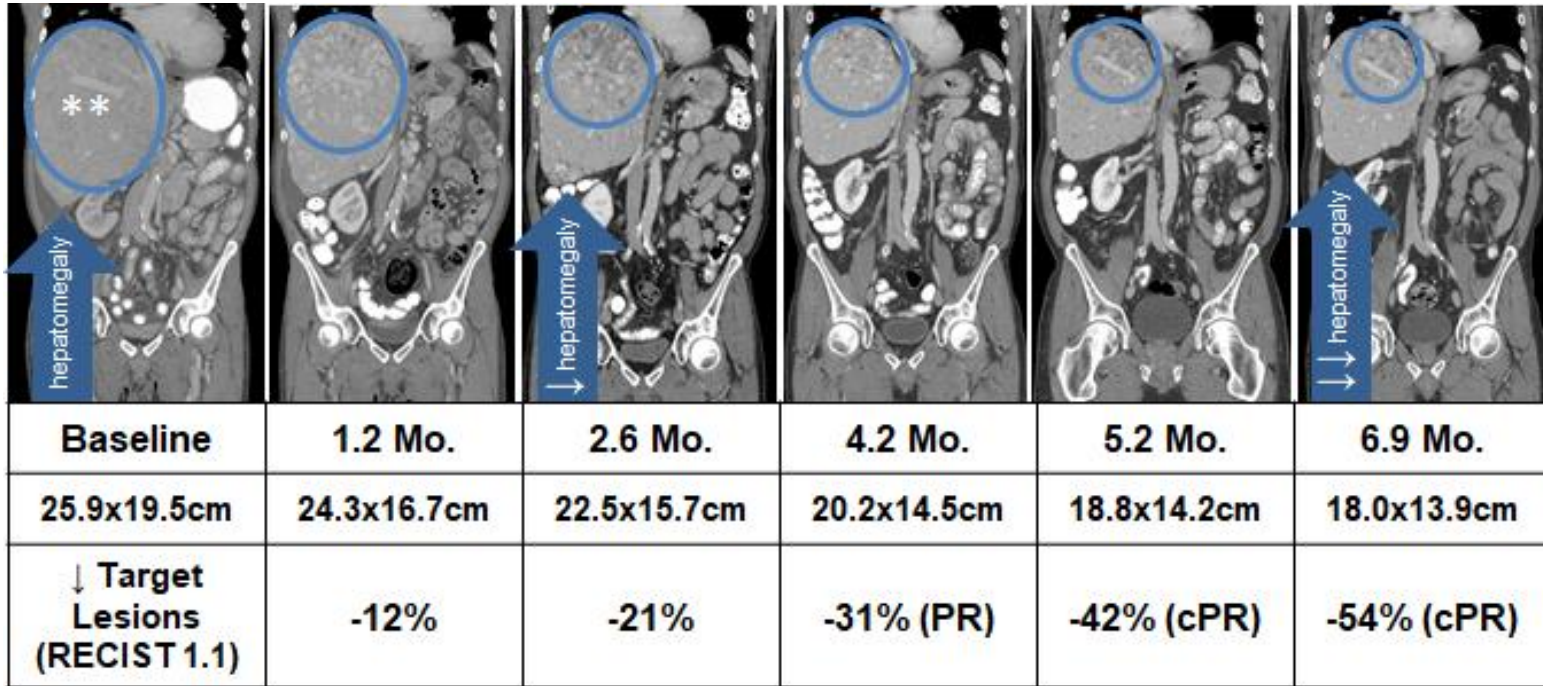 * *
hepatomegaly
↓ hepatomegaly
↓↓ hepatomegaly
Baseline
1.2 Mo.
2.6 Mo.
4.2 Mo.
5.2 Mo.
6.9 Mo.
25.9x19.5cm
24.3x16.7cm
22.5x15.7cm
20.2x14.5cm
18.8x14.2cm
18.0x13.9cm
↓ Target
Lesions
(RECIST 1.1)
-12%
-21%
-31% (PR)
-42% (cPR)
-54% (cPR)